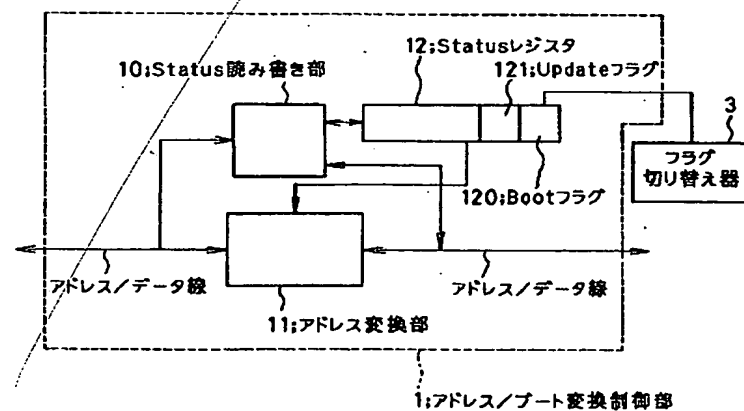 12;Statusレジスタ
121;Updateフラグ
10;Status読み書き部
3
フラグ
切り替え器
120;Bootフラグ
アドレス/データ線
アドレス/データ線
11;アドレス変換部
1;アドレス/ブート変換制御部